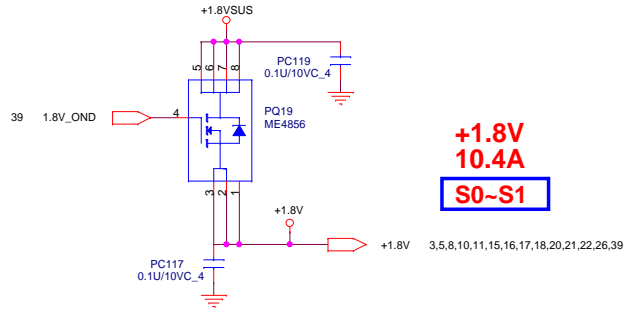 +1.8VSUS
PC119
0.1U/10VC_4
5 6 7 8
39 1.8V_OND 4
PQ19
ME4856
+1.8V
10.4A
S0~S1
3 2 1
+1.8V
+1.8V 3,5,8,10,11,15,16,17,18,20,21,22,26,39
PC117
0.1U/10VC_4